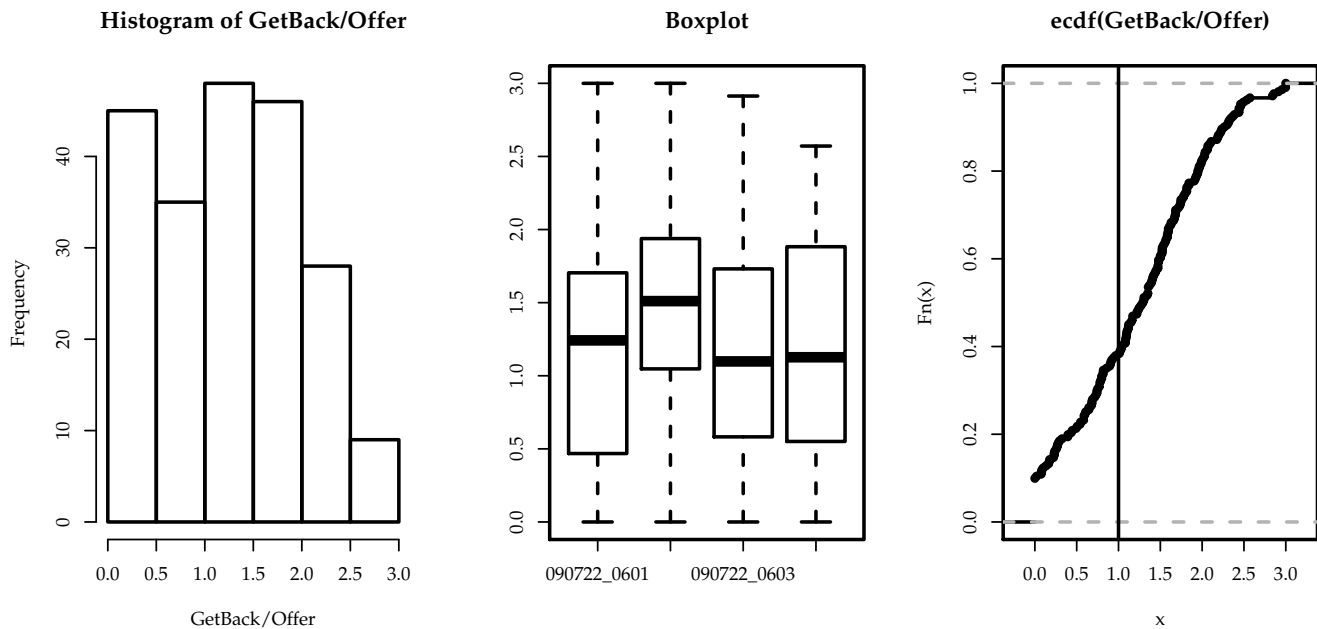 Histogram of GetBack/Offer
Frequency
0
10
20
30
40
0.0 0.5 1.0 1.5 2.0 2.5 3.0
GetBack/Offer
Boxplot
3.0
2.5
2.0
1.5
1.0
0.5
0.0
090722_0601 090722_0603
ecdf(GetBack/Offer)
Fn(x)
1.0
0.8
0.6
0.4
0.2
0.0
0.0 0.5 1.0 1.5 2.0 2.5 3.0
x